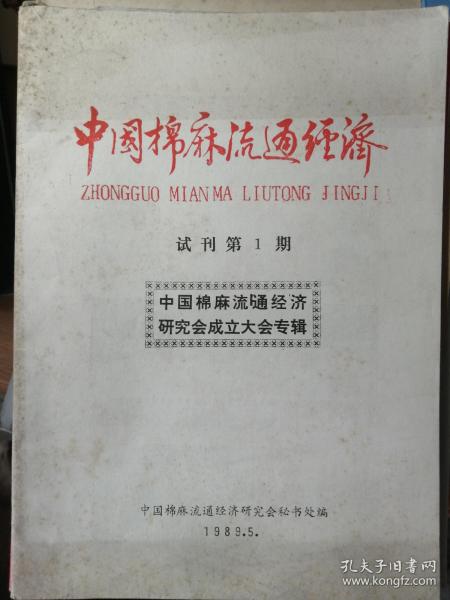 中国棉麻流通经济
ZHONGGUO MIANMA LIUTONG JINGJI
试刊第1期
中国棉麻流通经济
研究会成立大会专辑
中国棉麻流通经济研究会秘书处编
1989.5.
孔夫子旧书网
www.kongfz.com